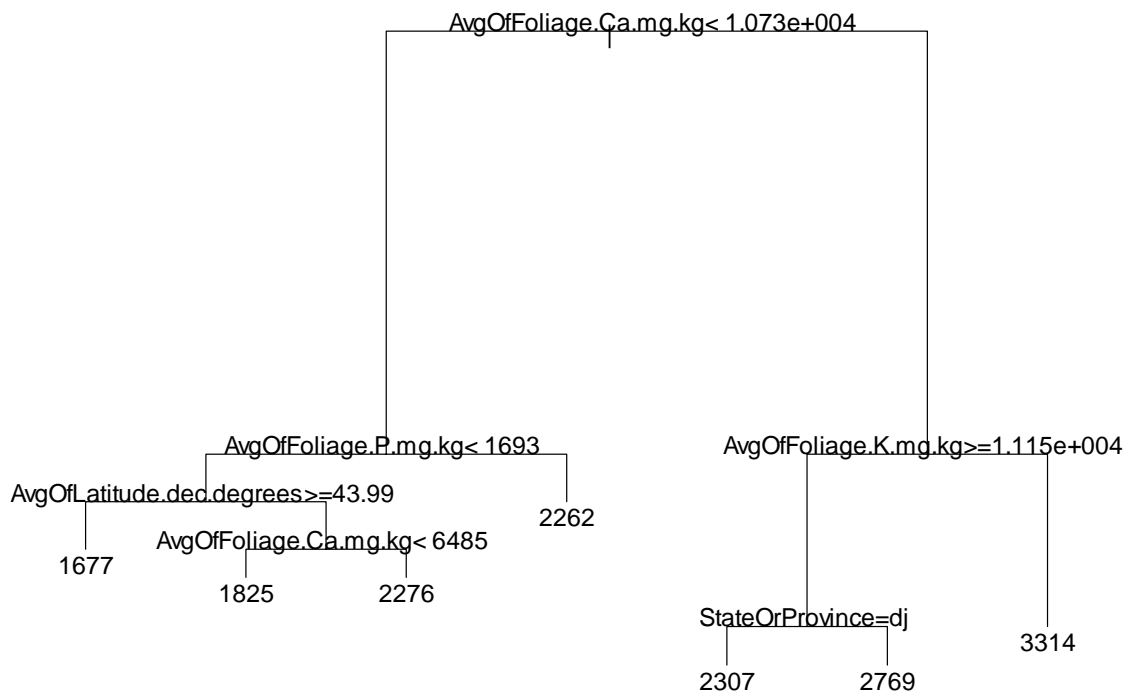 AvgOfFoliage.Ca.mg.kg< 1.073e+004
AvgOfFoliage.P.mg.kg< 1693
AvgOfFoliage.K.mg.kg>=1.115e+004
AvgOfLatitude.dec.degrees>=43.99
2262
AvgOfFoliage.Ca.mg.kg< 6485
1677
1825
2276
StateOrProvince=dj
3314
2307
2769